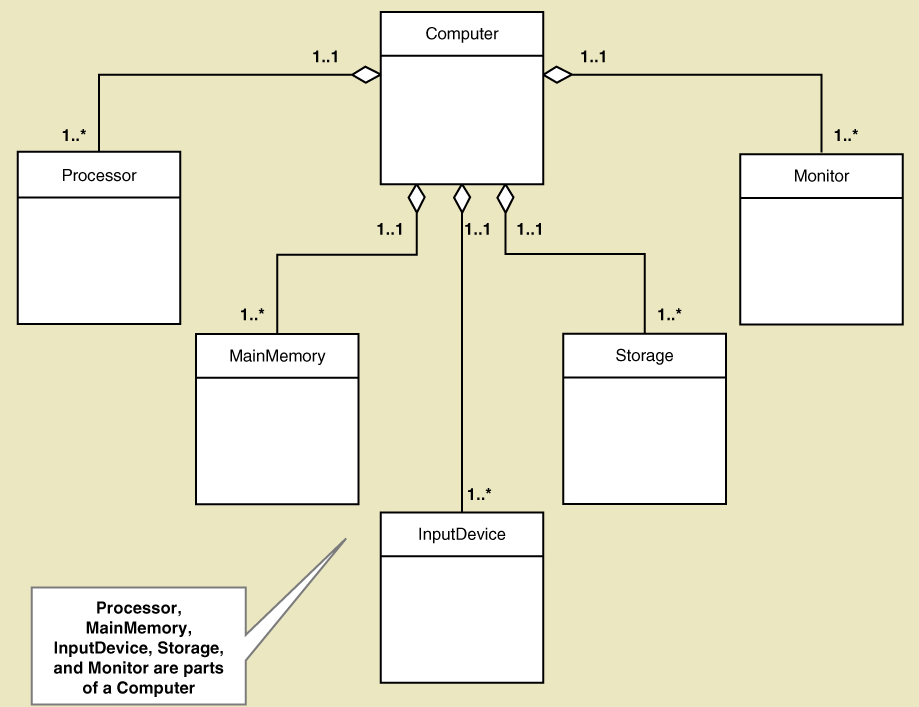 Computer
1..1
1..1
1..*
1..*
Processor
Monitor
1..1
1..1
1..1
1..*
1..*
MainMemory
Storage
1..*
InputDevice
Processor,
MainMemory,
InputDevice, Storage,
and Monitor are parts
of a Computer